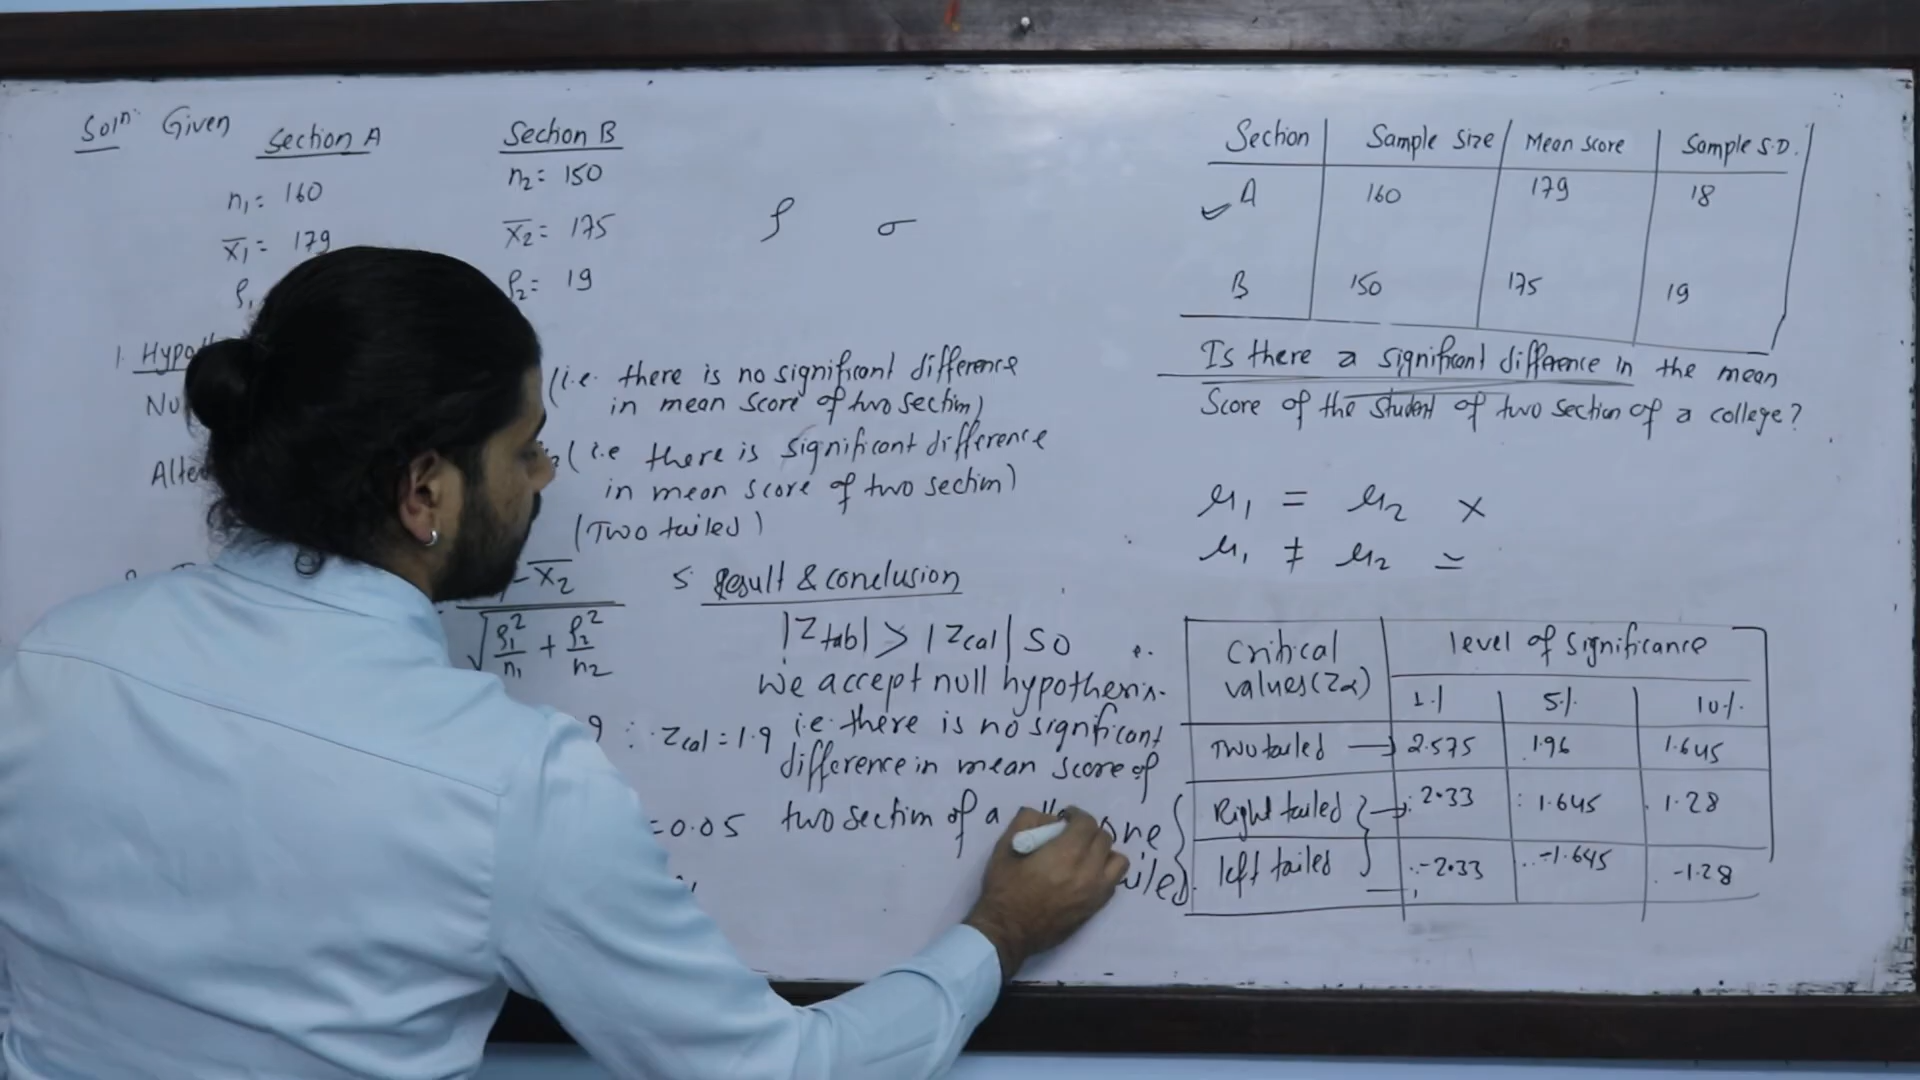 Soln: Given
Section A
n1 = 160
x̄1 = 179
ρ1
Section B
n2 = 150
x̄2 = 175
ρ2 = 19
ρ σ
1. Hypo
Nu
(i.e. there is no significant difference
in mean score of two section)
Alte
(i.e there is significant difference
in mean score of two section)
(Two tailed)
- x̄2
√ ρ1²/n1 + ρ2²/n2
9 ∴ Zcal = 1.9
= 0.05
5. Result & conclusion
|Ztab| > |Zcal| so
We accept null hypothesis.
i.e. there is no significant
difference in mean score of
two section of a
Section | Sample size | Mean score | Sample S.D.
A | 160 | 179 | 18
B | 150 | 175 | 19
Is there a significant difference in the mean
Score of the student of two section of a college?
μ1 = μ2 ×
μ1 ≠ μ2
Critical values (Zα) | level of significance
1% | 5% | 10%
Two tailed → 2.575 | 1.96 | 1.645
one
Right tailed → 2.33 | 1.645 | 1.28
left tailed → -2.33 | -1.645 | -1.28